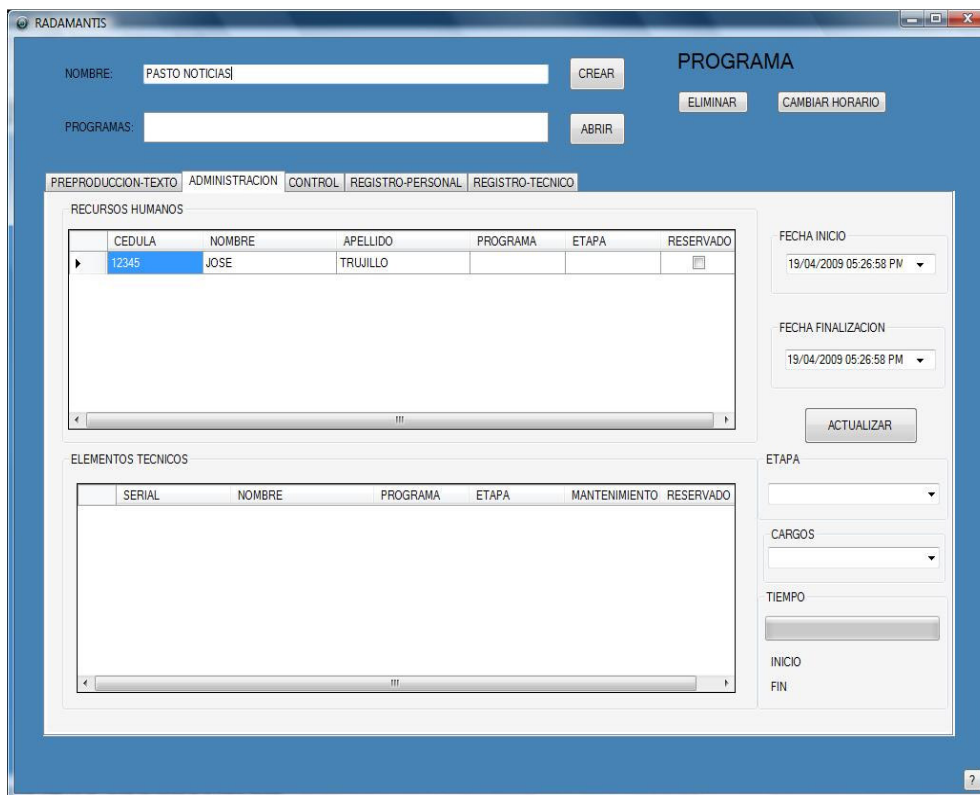 RADAMANTIS
NOMBRE: PASTO NOTICIAS CREAR
PROGRAMA
ELIMINAR CAMBIAR HORARIO
PROGRAMAS: ABRIR
PREPRODUCCION-TEXTO ADMINISTRACION CONTROL REGISTRO-PERSONAL REGISTRO-TECNICO
RECURSOS HUMANOS
CEDULA NOMBRE APELLIDO PROGRAMA ETAPA RESERVADO
12345 JOSE TRUJILLO
FECHA INICIO
19/04/2009 05:26:58 PM
FECHA FINALIZACION
19/04/2009 05:26:58 PM
ACTUALIZAR
ELEMENTOS TECNICOS
SERIAL NOMBRE PROGRAMA ETAPA MANTENIMIENTO RESERVADO
ETAPA
CARGOS
TIEMPO
INICIO
FIN
?